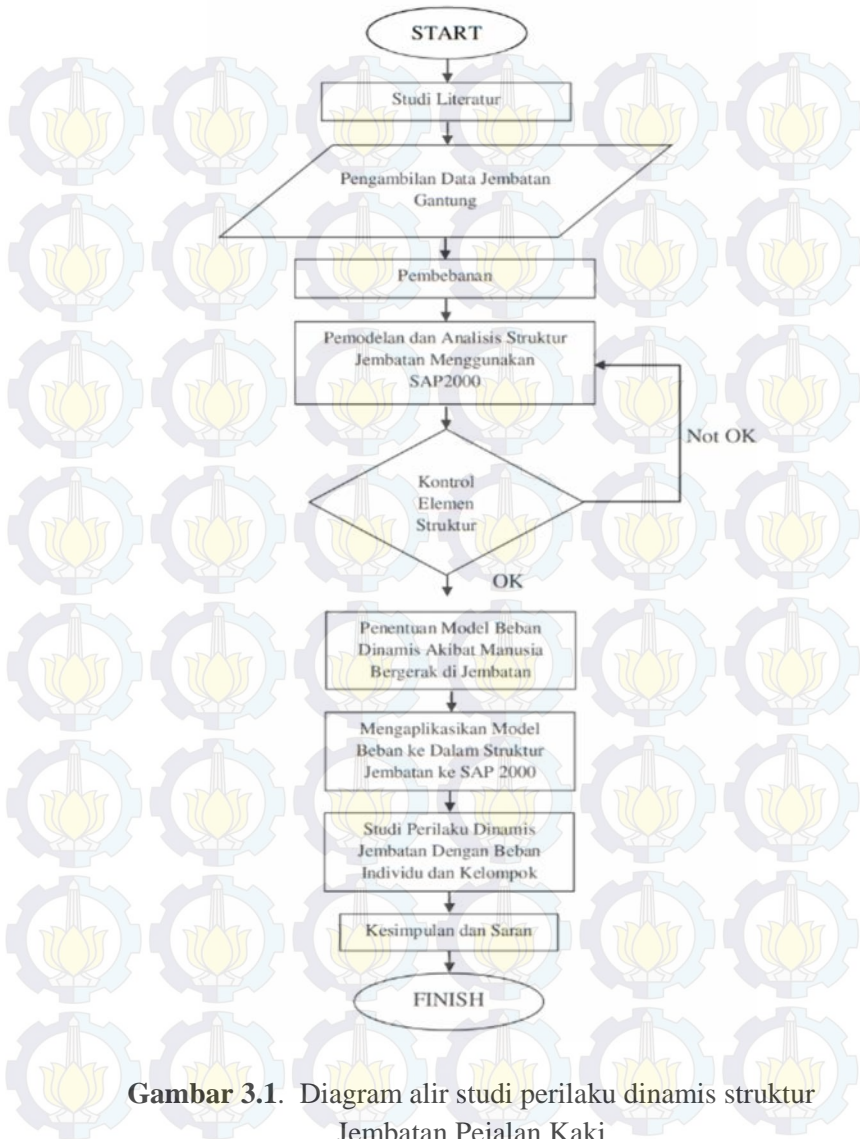 START
Studi Literatur
Pengambilan Data Jembatan
Gantung
Pembebanan
Pemodelan dan Analisis Struktur
Jembatan Menggunakan
SAP2000
Not OK
Kontrol
Elemen
Struktur
OK
Penentuan Model Beban
Dinamis Akibat Manusia
Bergerak di Jembatan
Mengaplikasikan Model
Beban ke Dalam Struktur
Jembatan ke SAP 2000
Studi Perilaku Dinamis
Jembatan Dengan Beban
Individu dan Kelompok
Kesimpulan dan Saran
FINISH
Gambar 3.1. Diagram alir studi perilaku dinamis struktur
Jembatan Pejalan Kaki